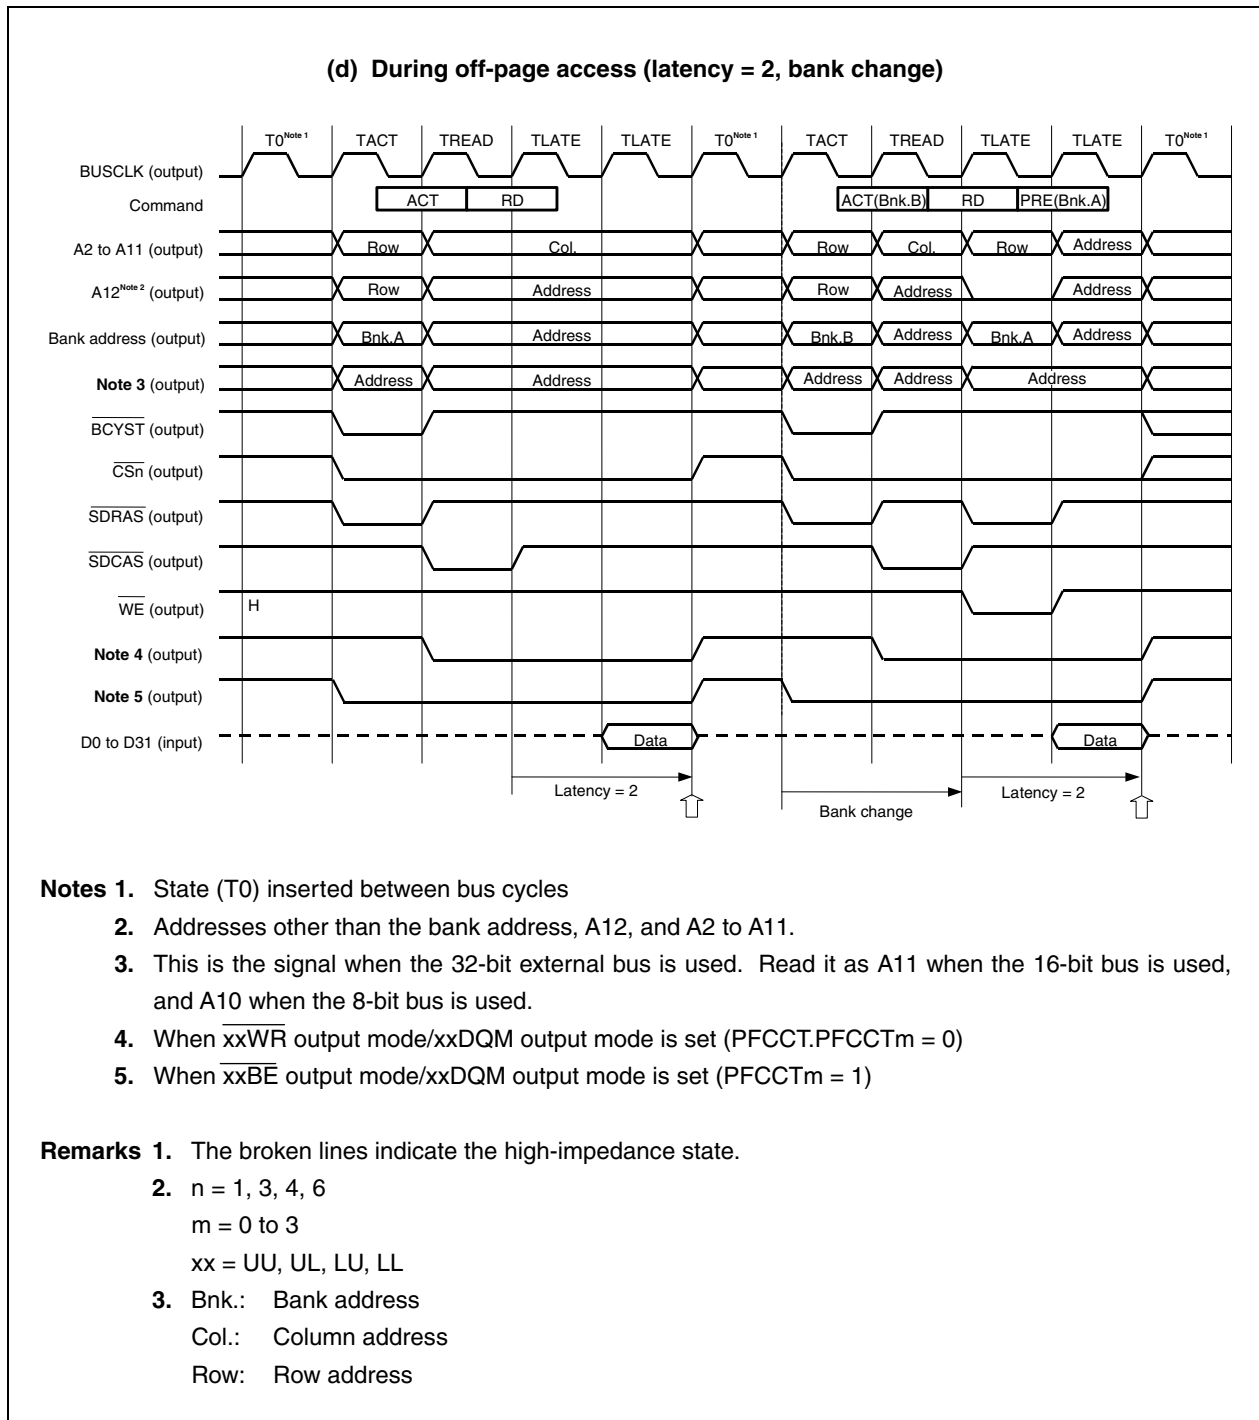 (d) During off-page access (latency = 2, bank change)
T0Note 1 TACT TREAD TLATE TLATE T0Note 1 TACT TREAD TLATE TLATE T0Note 1
BUSCLK (output)
Command ACT RD ACT(Bnk.B) RD PRE(Bnk.A)
A2 to A11 (output) Row Col. Row Col. Row Address
A12Note 2 (output) Row Address Row Address Address
Bank address (output) Bnk.A Address Bnk.B Address Bnk.A Address
Note 3 (output) Address Address Address Address Address
BCYST (output)
CSn (output)
SDRAS (output)
SDCAS (output)
WE (output) H
Note 4 (output)
Note 5 (output)
D0 to D31 (input) Data Data
Latency = 2 Bank change Latency = 2
Notes 1. State (T0) inserted between bus cycles
2. Addresses other than the bank address, A12, and A2 to A11.
3. This is the signal when the 32-bit external bus is used. Read it as A11 when the 16-bit bus is used,
and A10 when the 8-bit bus is used.
4. When xxWR output mode/xxDQM output mode is set (PFCCT.PFCCTm = 0)
5. When xxBE output mode/xxDQM output mode is set (PFCCTm = 1)
Remarks 1. The broken lines indicate the high-impedance state.
2. n = 1, 3, 4, 6
m = 0 to 3
xx = UU, UL, LU, LL
3. Bnk.: Bank address
Col.: Column address
Row: Row address